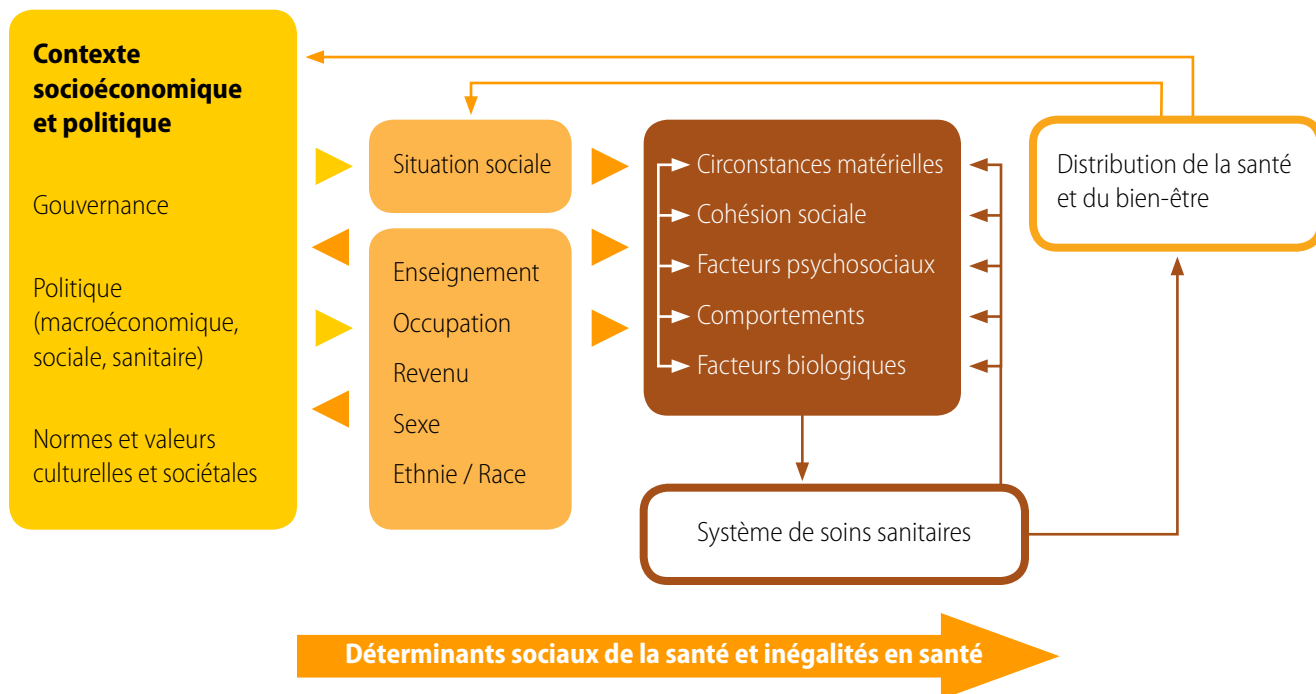 Contexte
socioéconomique
et politique
Gouvernance
Politique
(macroéconomique,
sociale, sanitaire)
Normes et valeurs
culturelles et sociétales
Situation sociale
Enseignement
Occupation
Revenu
Sexe
Ethnie / Race
Circonstances matérielles
Cohésion sociale
Facteurs psychosociaux
Comportements
Facteurs biologiques
Système de soins sanitaires
Distribution de la santé
et du bien-être
Déterminants sociaux de la santé et inégalités en santé